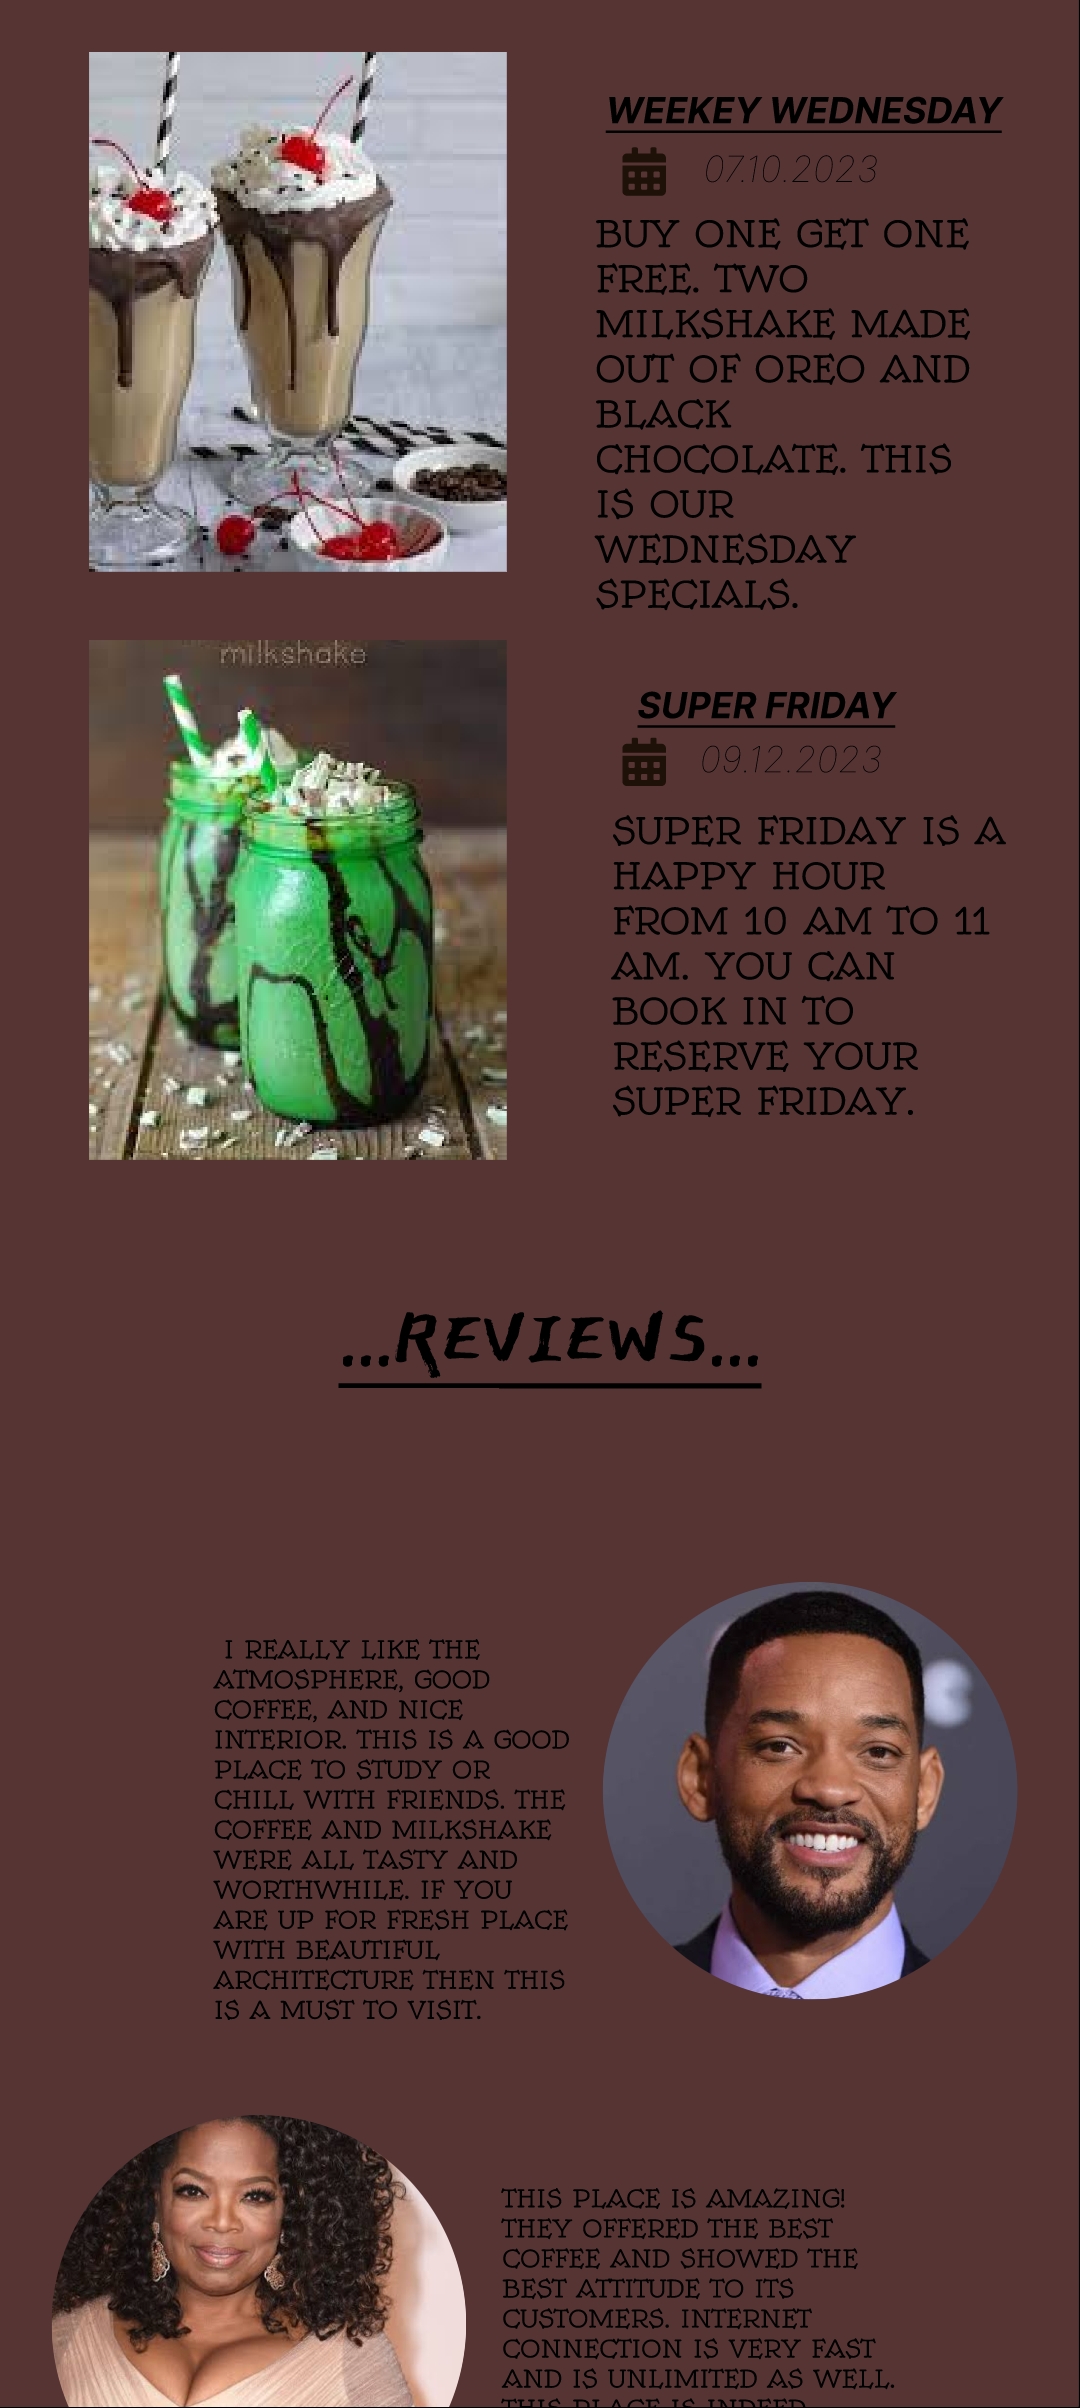 WEEKEY WEDNESDAY
07.10.2023
BUY ONE GET ONE
FREE. TWO
MILKSHAKE MADE
OUT OF OREO AND
BLACK
CHOCOLATE. THIS
IS OUR
WEDNESDAY
SPECIALS.
milkshake
SUPER FRIDAY
09.12.2023
SUPER FRIDAY IS A
HAPPY HOUR
FROM 10 AM TO 11
AM. YOU CAN
BOOK IN TO
RESERVE YOUR
SUPER FRIDAY.
...REVIEWS...
I REALLY LIKE THE
ATMOSPHERE, GOOD
COFFEE, AND NICE
INTERIOR. THIS IS A GOOD
PLACE TO STUDY OR
CHILL WITH FRIENDS. THE
COFFEE AND MILKSHAKE
WERE ALL TASTY AND
WORTHWHILE. IF YOU
ARE UP FOR FRESH PLACE
WITH BEAUTIFUL
ARCHITECTURE THEN THIS
IS A MUST TO VISIT.
THIS PLACE IS AMAZING!
THEY OFFERED THE BEST
COFFEE AND SHOWED THE
BEST ATTITUDE TO ITS
CUSTOMERS. INTERNET
CONNECTION IS VERY FAST
AND IS UNLIMITED AS WELL.
THIS PLACE IS INDEED